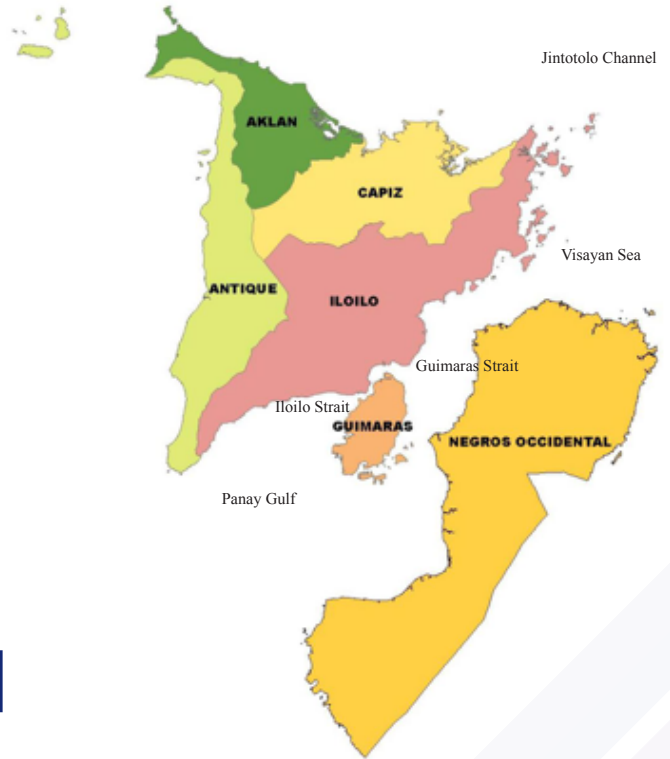 Jintotolo Channel
AKLAN
CAPIZ
Visayan Sea
ANTIQUE
ILOILO
Guimaras Strait
Iloilo Strait
GUIMARAS
NEGROS OCCIDENTAL
Panay Gulf